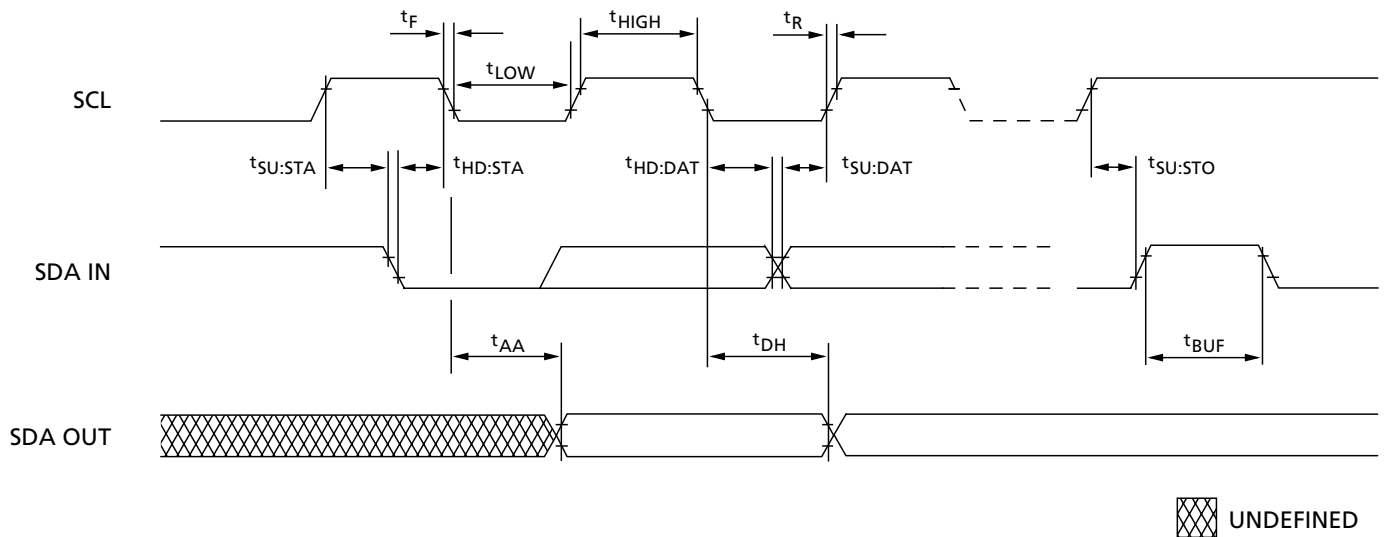 tF
tHIGH
tR
tLOW
SCL
tSU:STA
tHD:STA
tHD:DAT
tSU:DAT
tSU:STO
SDA IN
tAA
tDH
tBUF
SDA OUT
UNDEFINED